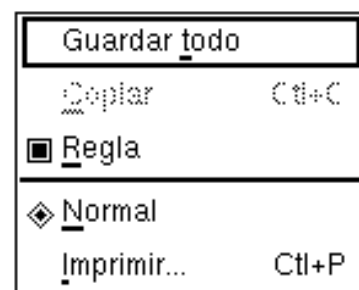 Guardar todo
Copiar Ctl+C
Regla
Normal
Imprimir... Ctl+P